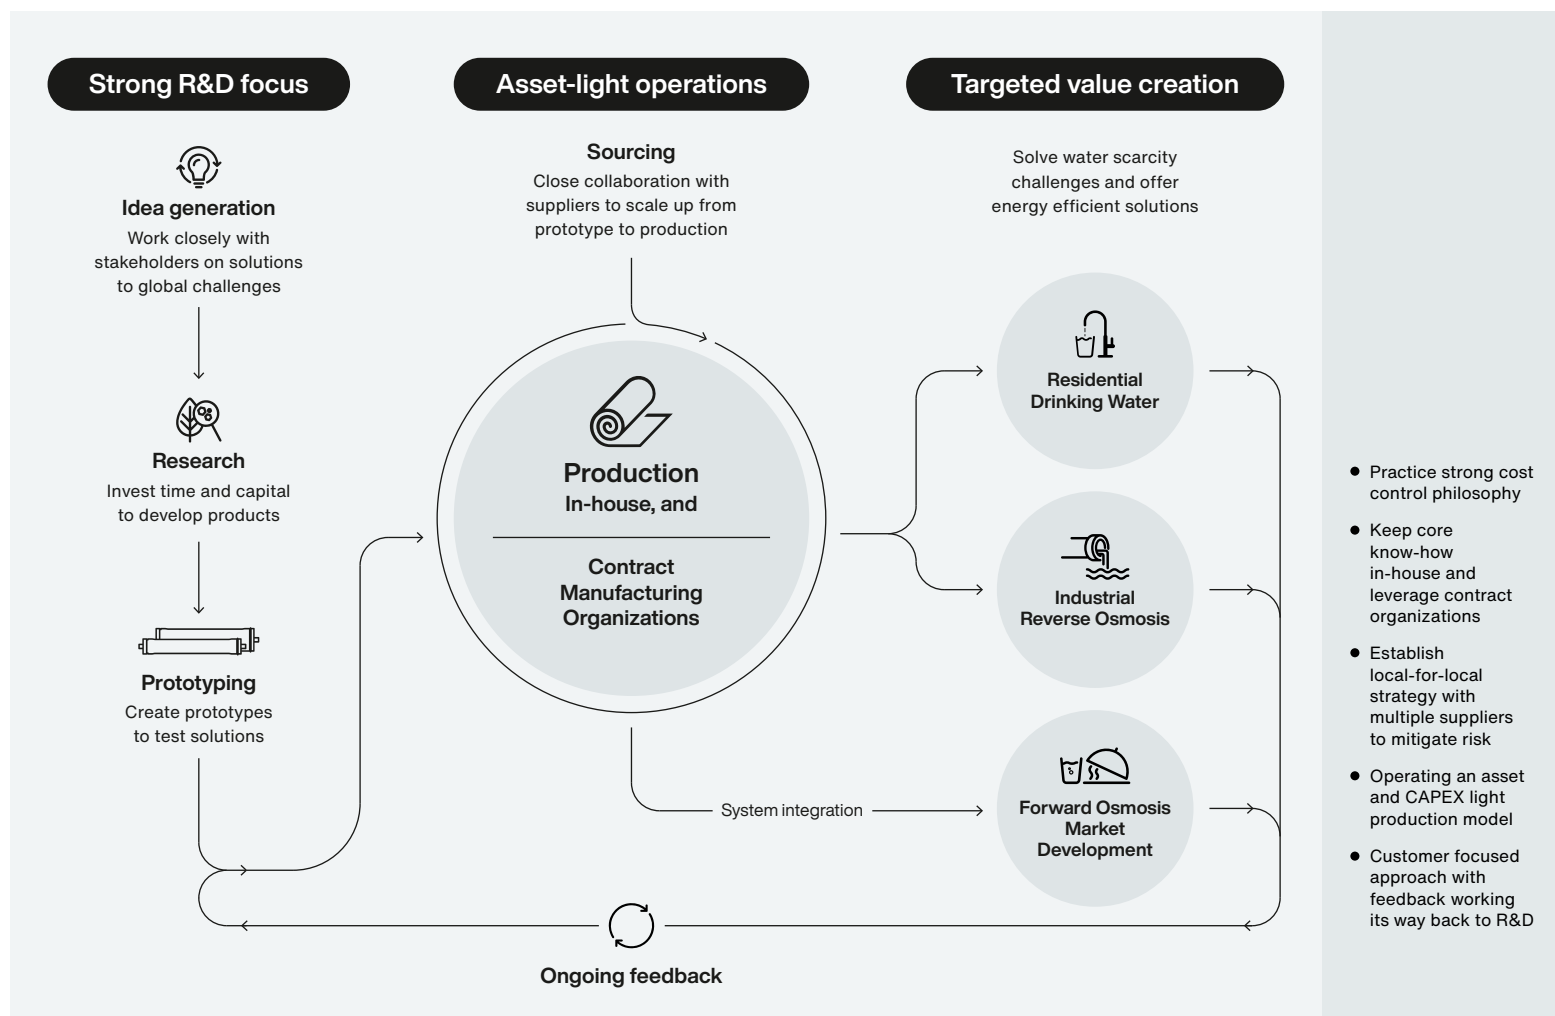 Strong R&D focus
Idea generation
Work closely with
stakeholders on solutions
to global challenges
Research
Invest time and capital
to develop products
Prototyping
Create prototypes
to test solutions
Asset-light operations
Sourcing
Close collaboration with
suppliers to scale up from
prototype to production
Production
In-house, and
Contract
Manufacturing
Organizations
System integration
Ongoing feedback
Targeted value creation
Solve water scarcity
challenges and offer
energy efficient solutions
Residential
Drinking Water
Industrial
Reverse Osmosis
Forward Osmosis
Market
Development
● Practice strong cost
control philosophy
● Keep core
know-how
in-house and
leverage contract
organizations
● Establish
local-for-local
strategy with
multiple suppliers
to mitigate risk
● Operating an asset
and CAPEX light
production model
● Customer focused
approach with
feedback working
its way back to R&D